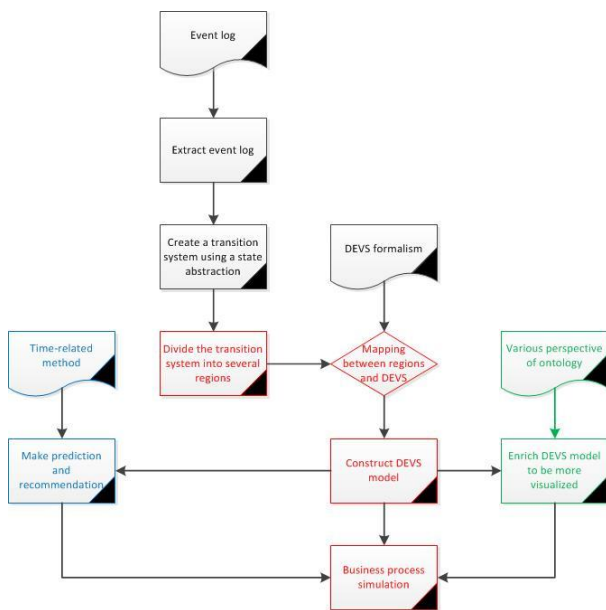 Event log
Extract event log
Create a transition
system using a state
abstraction
DEVS formalism
Time-related
method
Divide the transition
system into several
regions
Mapping
between regions
and DEVS
Various perspective
of ontology
Make prediction
and
recommendation
Construct DEVS
model
Enrich DEVS model
to be more
visualized
Business process
simulation